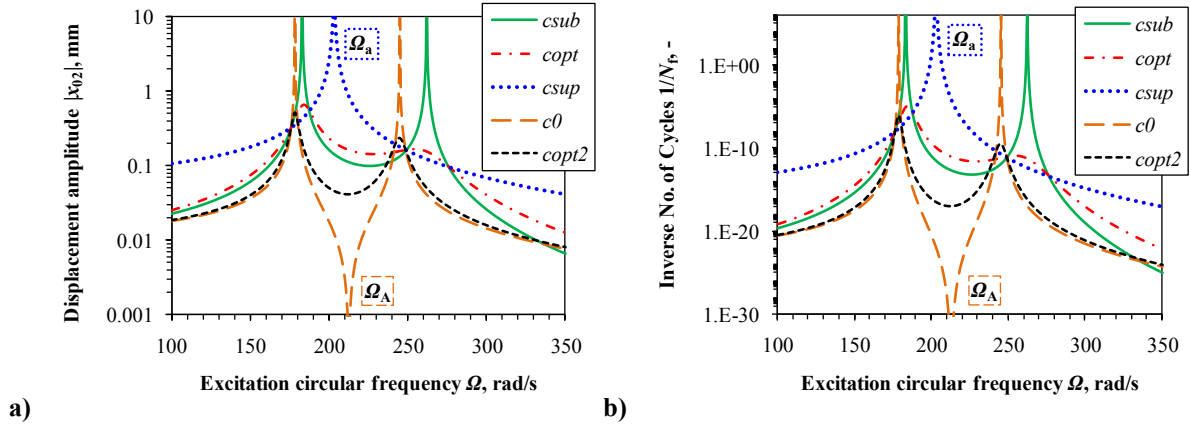 Displacement amplitude |x₀₂|, mm
10
1
0.1
0.01
0.001
100 150 200 250 300 350
Excitation circular frequency Ω, rad/s
Ωₐ
Ω_A
csub
copt
csup
c0
copt2
a)
Inverse No. of Cycles 1/N_f, -
1.E+00
1.E-10
1.E-20
1.E-30
100 150 200 250 300 350
Excitation circular frequency Ω, rad/s
Ωₐ
Ω_A
csub
copt
csup
c0
copt2
b)